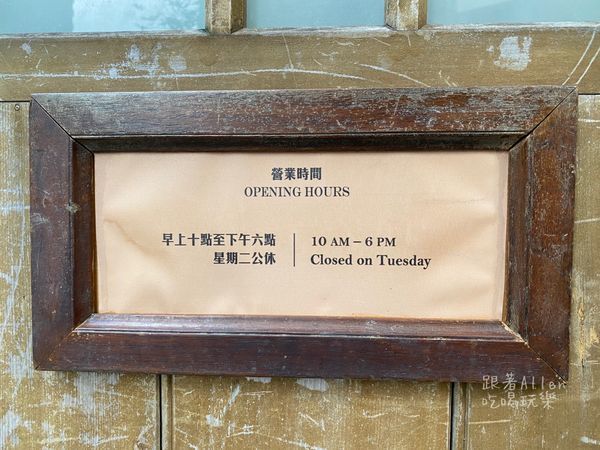 營業時間
OPENING HOURS
早上十點至下午六點
星期二公休
10 AM – 6 PM
Closed on Tuesday
跟著Allen
吃喝玩樂